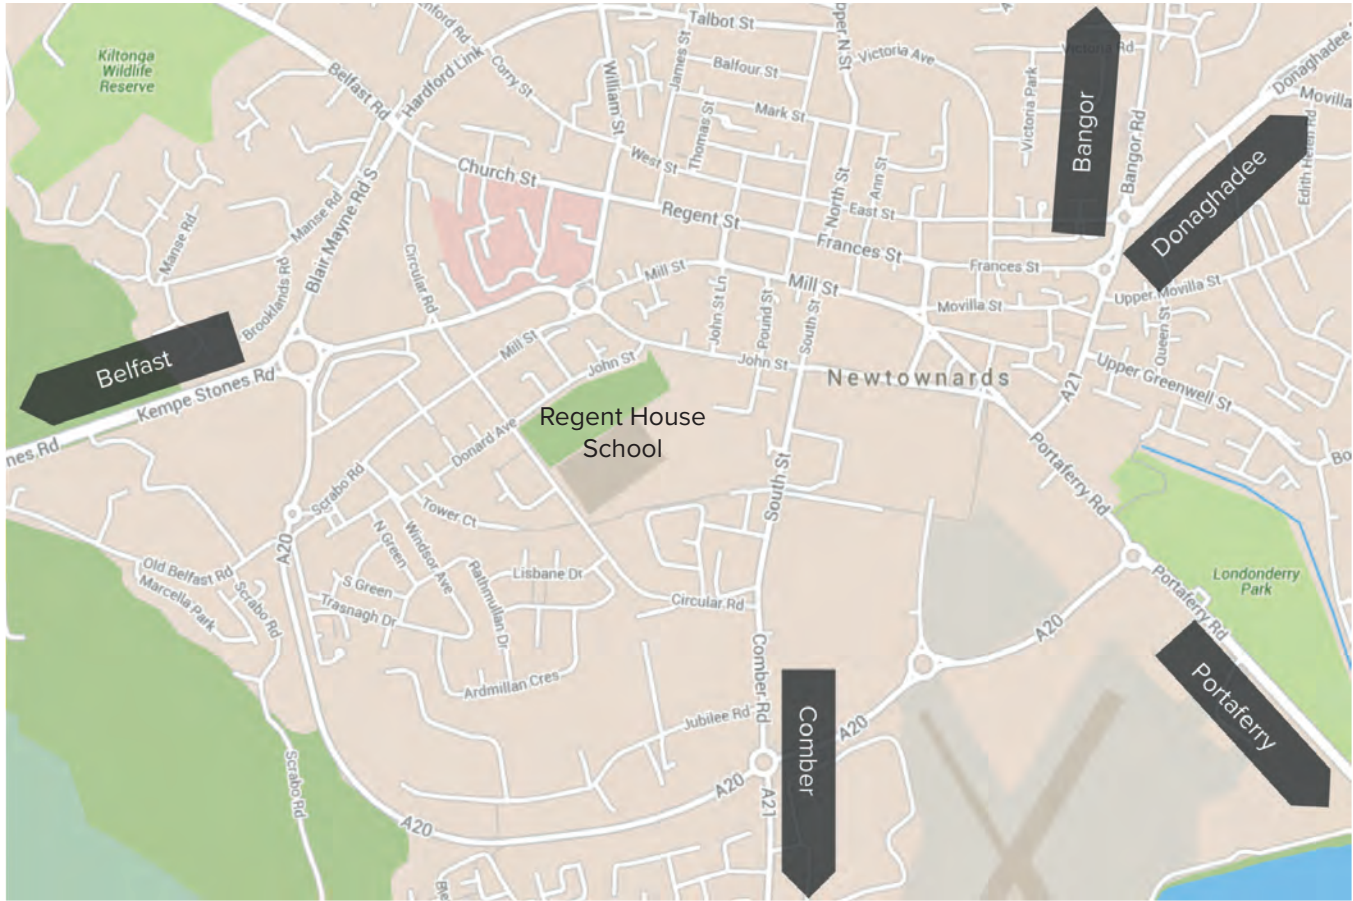 Talbot St
Hardford Link
Corry St
William St
James St
Balfour St
Victoria Ave
Victoria Rd
Donaghadee
Movilla
Kiltonga
Wildlife
Reserve
Belfast Rd
Mark St
Thomas St
Victoria Park
Bangor
Bangor Rd
Edith Helen Rd
Donaghadee
West St
Church St
Ann St
North St
East St
Regent St
Frances St
Frances St
Manse Rd
Manse Rd
Blair Mayne Rd S
Circular Rd
Brooklands Rd
Mill St
Mill St
John St Ln
Pound St
South St
Movilla St
Upper Movilla St
Queen St
Belfast
Kempe Stones Rd
nes Rd
Mill St
John St
John St
Newtownards
A21
Upper Greenwell St
Bo
Regent House
School
Donard Ave
Scrabo Rd
Tower Ct
South St
Portaferry Rd
A20
N Green
Windsor Ave
S Green
Rathmullan Dr
Lisbane Dr
Trasnagh Dr
Circular Rd
Old Belfast Rd
Marcella Park
Scrabo Rd
Londonderry
Park
Portaferry Rd
A20
Portaferry
Ardmillan Cres
Comber Rd
Jubilee Rd
Comber
A20
A20
A21
A20
Scrabo Rd